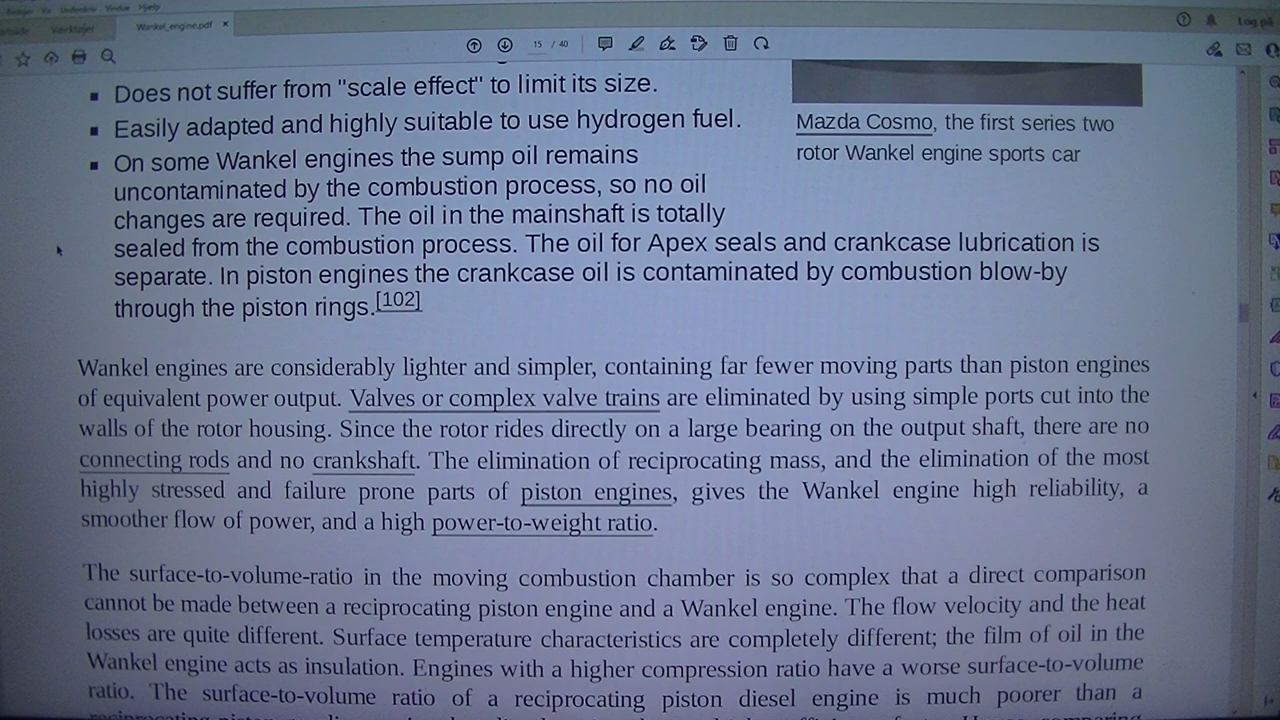 Vindue Hjælp
Værktøjer
Wankel_engine.pdf ×
Log på
15 / 40
▪ Does not suffer from "scale effect" to limit its size.
▪ Easily adapted and highly suitable to use hydrogen fuel.
▪ On some Wankel engines the sump oil remains
uncontaminated by the combustion process, so no oil
changes are required. The oil in the mainshaft is totally
sealed from the combustion process. The oil for Apex seals and crankcase lubrication is
separate. In piston engines the crankcase oil is contaminated by combustion blow-by
through the piston rings.[102]
Mazda Cosmo, the first series two
rotor Wankel engine sports car
Wankel engines are considerably lighter and simpler, containing far fewer moving parts than piston engines
of equivalent power output. Valves or complex valve trains are eliminated by using simple ports cut into the
walls of the rotor housing. Since the rotor rides directly on a large bearing on the output shaft, there are no
connecting rods and no crankshaft. The elimination of reciprocating mass, and the elimination of the most
highly stressed and failure prone parts of piston engines, gives the Wankel engine high reliability, a
smoother flow of power, and a high power-to-weight ratio.
The surface-to-volume-ratio in the moving combustion chamber is so complex that a direct comparison
cannot be made between a reciprocating piston engine and a Wankel engine. The flow velocity and the heat
losses are quite different. Surface temperature characteristics are completely different; the film of oil in the
Wankel engine acts as insulation. Engines with a higher compression ratio have a worse surface-to-volume
ratio. The surface-to-volume ratio of a reciprocating piston diesel engine is much poorer than a